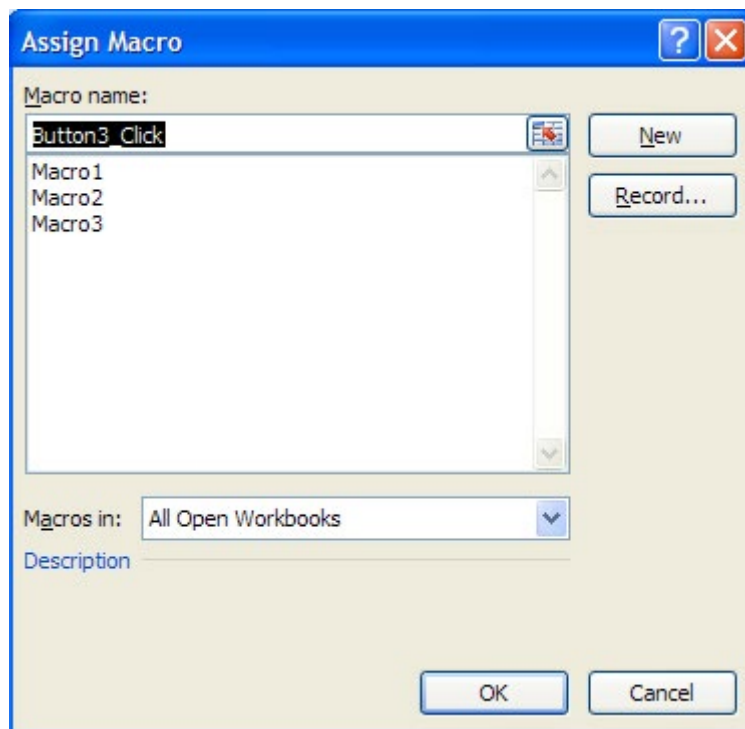 Assign Macro
Macro name:
Button3_Click
New
Macro1
Macro2
Macro3
Record...
Macros in:
All Open Workbooks
Description
OK
Cancel